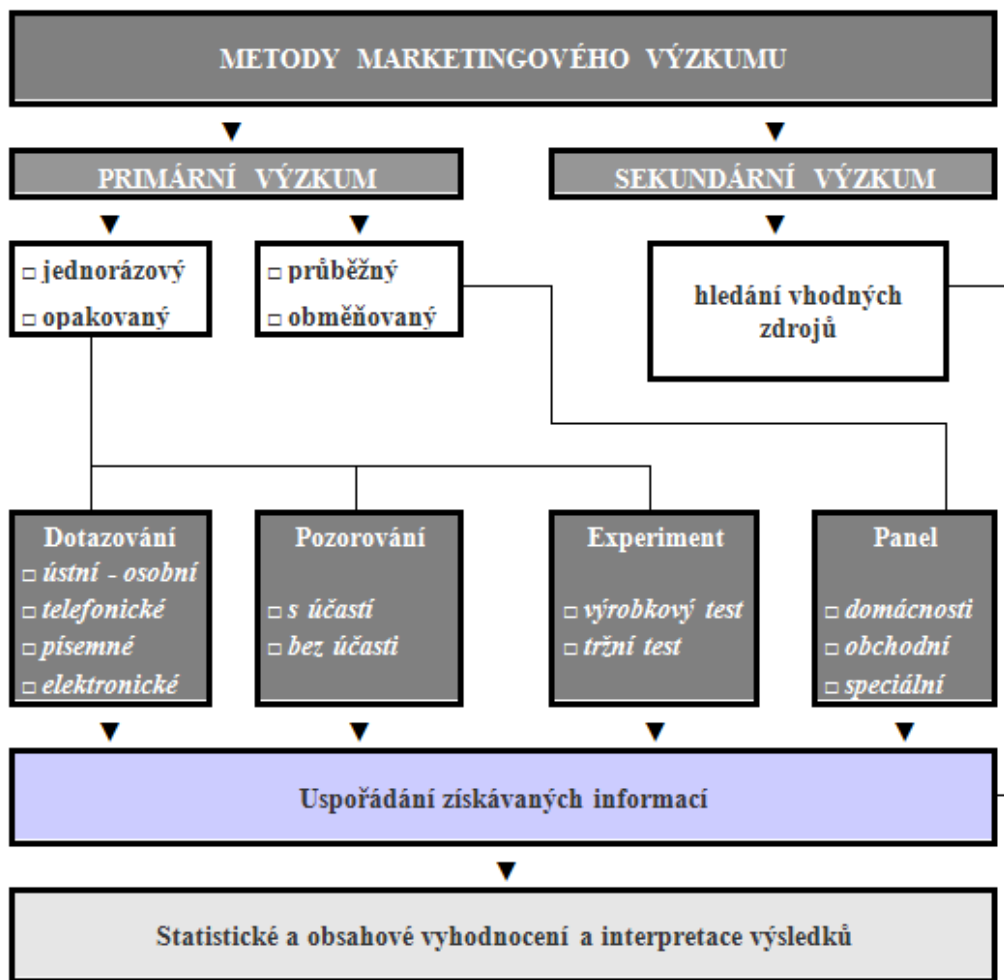 METODY MARKETINGOVÉHO VÝZKUMU
PRIMÁRNÍ VÝZKUM
SEKUNDÁRNÍ VÝZKUM
□ jednorázový
□ opakovaný
□ průběžný
□ obměňovaný
hledání vhodných
zdrojů
Dotazování
□ ústní - osobní
□ telefonické
□ písemné
□ elektronické
Pozorování
□ s účastí
□ bez účasti
Experiment
□ výrobkový test
□ tržní test
Panel
□ domácnosti
□ obchodní
□ speciální
Uspořádání získávaných informací
Statistické a obsahové vyhodnocení a interpretace výsledků